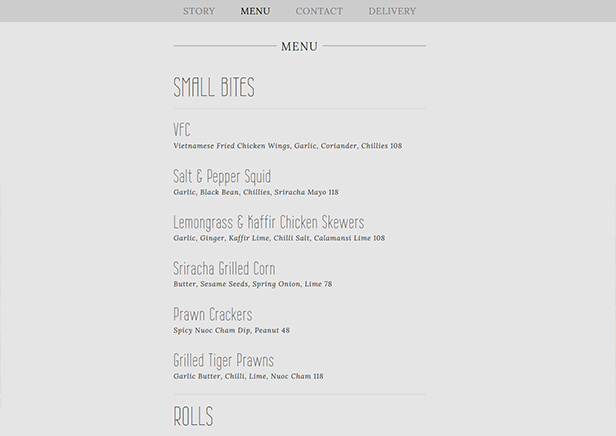 STORY MENU CONTACT DELIVERY
MENU
SMALL BITES
VFC
Vietnamese Fried Chicken Wings, Garlic, Coriander, Chillies 108
Salt & Pepper Squid
Garlic, Black Bean, Chillies, Sriracha Mayo 118
Lemongrass & Kaffir Chicken Skewers
Garlic, Ginger, Kaffir Lime, Chilli Salt, Calamansi Lime 108
Sriracha Grilled Corn
Butter, Sesame Seeds, Spring Onion, Lime 78
Prawn Crackers
Spicy Nuoc Cham Dip, Peanut 48
Grilled Tiger Prawns
Garlic Butter, Chilli, Lime, Nuoc Cham 118
ROLLS